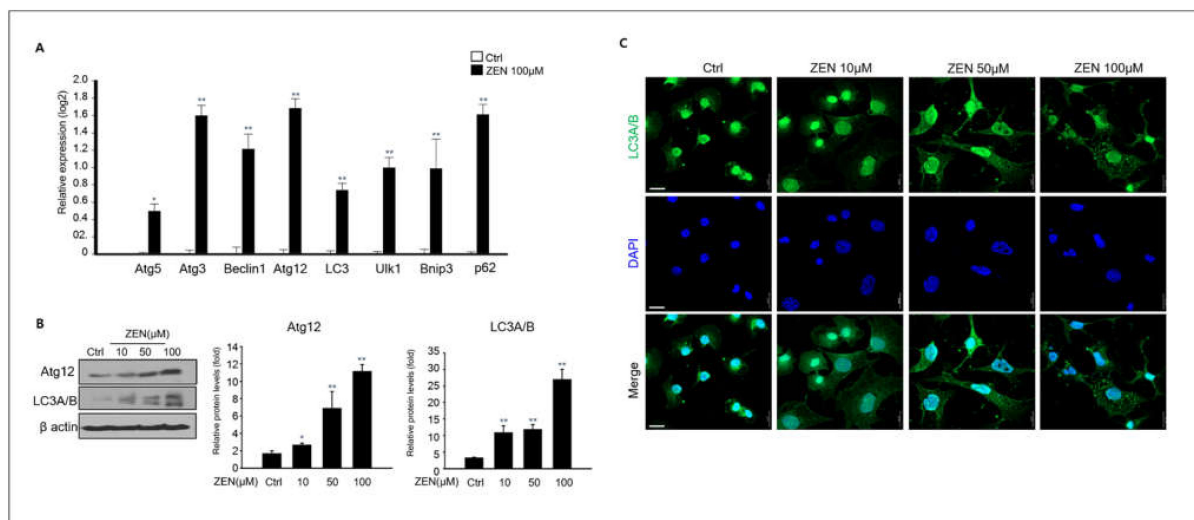 A
Ctrl
ZEN 100µM
Relative expression (log2)
2.0
1.6
1.4
1.2
1.0
0.8
0.6
0.4
02.
0
*
**
**
**
**
**
**
**
Atg5 Atg3 Beclin1 Atg12 LC3 Ulk1 Bnip3 p62
B
ZEN(µM)
Ctrl 10 50 100
Atg12
LC3A/B
β actin
Atg12
Relative protein levels (fold)
14
12
10
8
6
4
2
0
*
**
**
ZEN(µM) Ctrl 10 50 100
LC3A/B
Relative protein levels (fold)
35
30
25
20
15
10
5
0
**
**
**
ZEN(µM) Ctrl 10 50 100
C
Ctrl ZEN 10µM ZEN 50µM ZEN 100µM
LC3A/B
DAPI
Merge